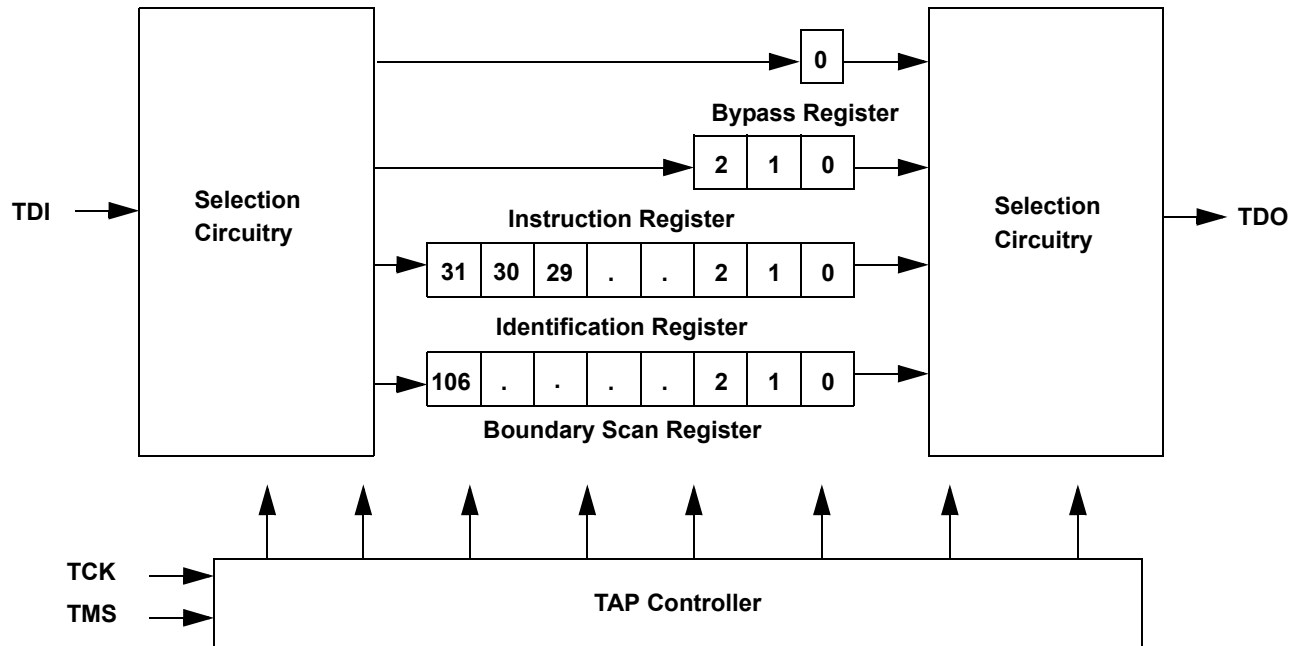 0
Bypass Register
2 1 0
TDI
Selection
Circuitry
Instruction Register
31 30 29 . . 2 1 0
Identification Register
106 . . . . 2 1 0
Boundary Scan Register
Selection
Circuitry
TDO
TCK
TMS
TAP Controller